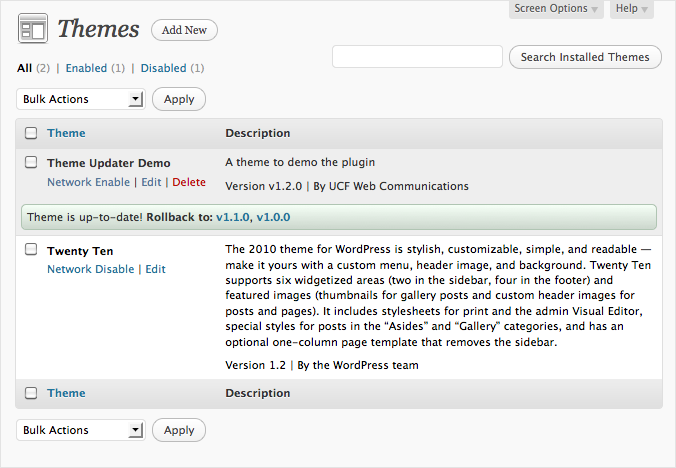 Screen Options Help
Themes Add New
Search Installed Themes
All (2) | Enabled (1) | Disabled (1)
Bulk Actions Apply
Theme Description
Theme Updater Demo A theme to demo the plugin
Network Enable | Edit | Delete Version v1.2.0 | By UCF Web Communications
Theme is up-to-date! Rollback to: v1.1.0, v1.0.0
Twenty Ten The 2010 theme for WordPress is stylish, customizable, simple, and readable —
Network Disable | Edit make it yours with a custom menu, header image, and background. Twenty Ten
supports six widgetized areas (two in the sidebar, four in the footer) and
featured images (thumbnails for gallery posts and custom header images for
posts and pages). It includes stylesheets for print and the admin Visual Editor,
special styles for posts in the “Asides” and “Gallery” categories, and has an
optional one-column page template that removes the sidebar.
Version 1.2 | By the WordPress team
Theme Description
Bulk Actions Apply